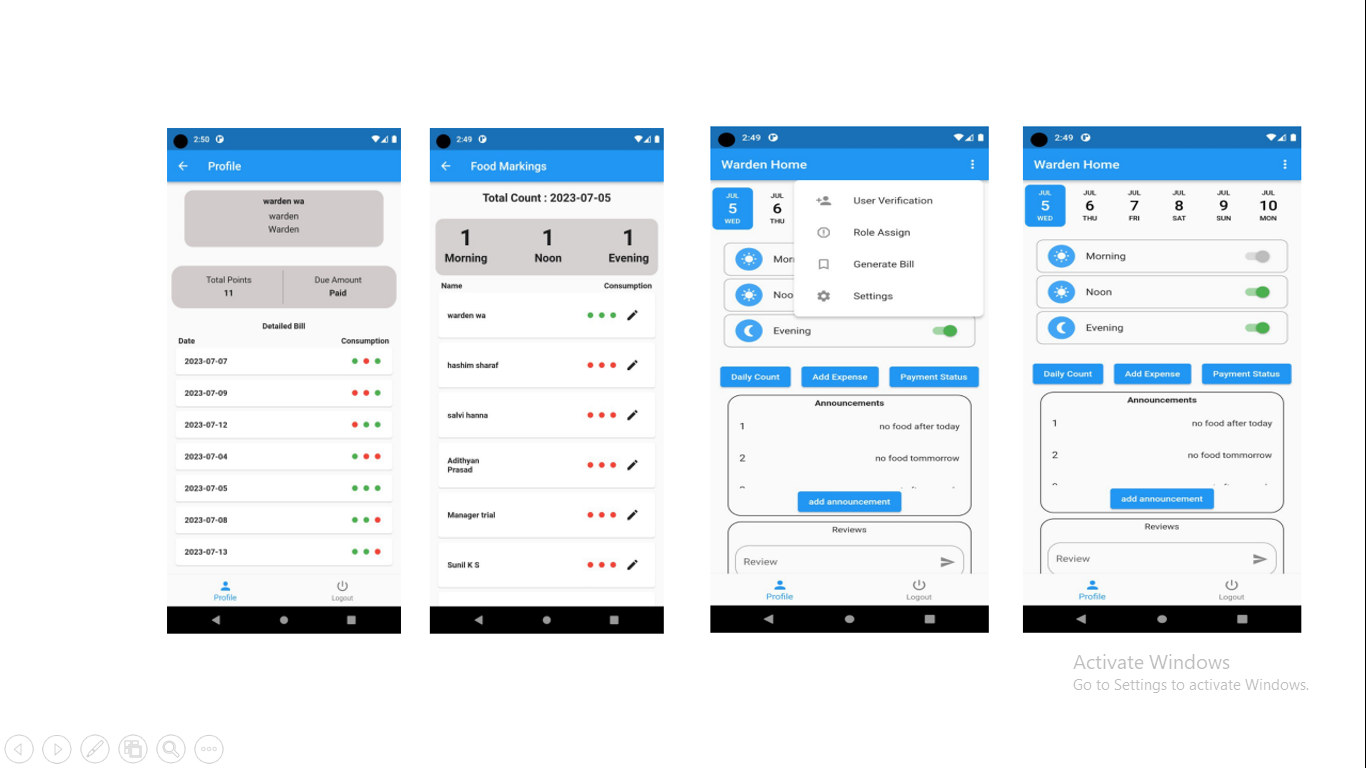 2:50
Profile
warden wa
warden
Warden
Total Points
11
Due Amount
Paid
Detailed Bill
Date Consumption
2023-07-07
2023-07-09
2023-07-12
2023-07-04
2023-07-05
2023-07-08
2023-07-13
Profile
Logout
2:49
Food Markings
Total Count : 2023-07-05
1 1 1
Morning Noon Evening
Name Consumption
warden wa
hashim sharaf
salvi hanna
Adithyan
Prasad
Manager trial
Sunil K S
2:49
Warden Home
JUL JUL
5 6
WED THU
User Verification
Role Assign
Generate Bill
Settings
Mor
Noo
Evening
Daily Count Add Expense Payment Status
Announcements
1 no food after today
2 no food tommorrow
add announcement
Reviews
Review
Profile Logout
2:49
Warden Home
JUL JUL JUL JUL JUL JUL
5 6 7 8 9 10
WED THU FRI SAT SUN MON
Morning
Noon
Evening
Daily Count Add Expense Payment Status
Announcements
1 no food after today
2 no food tommorrow
add announcement
Reviews
Review
Profile Logout
Activate Windows
Go to Settings to activate Windows.